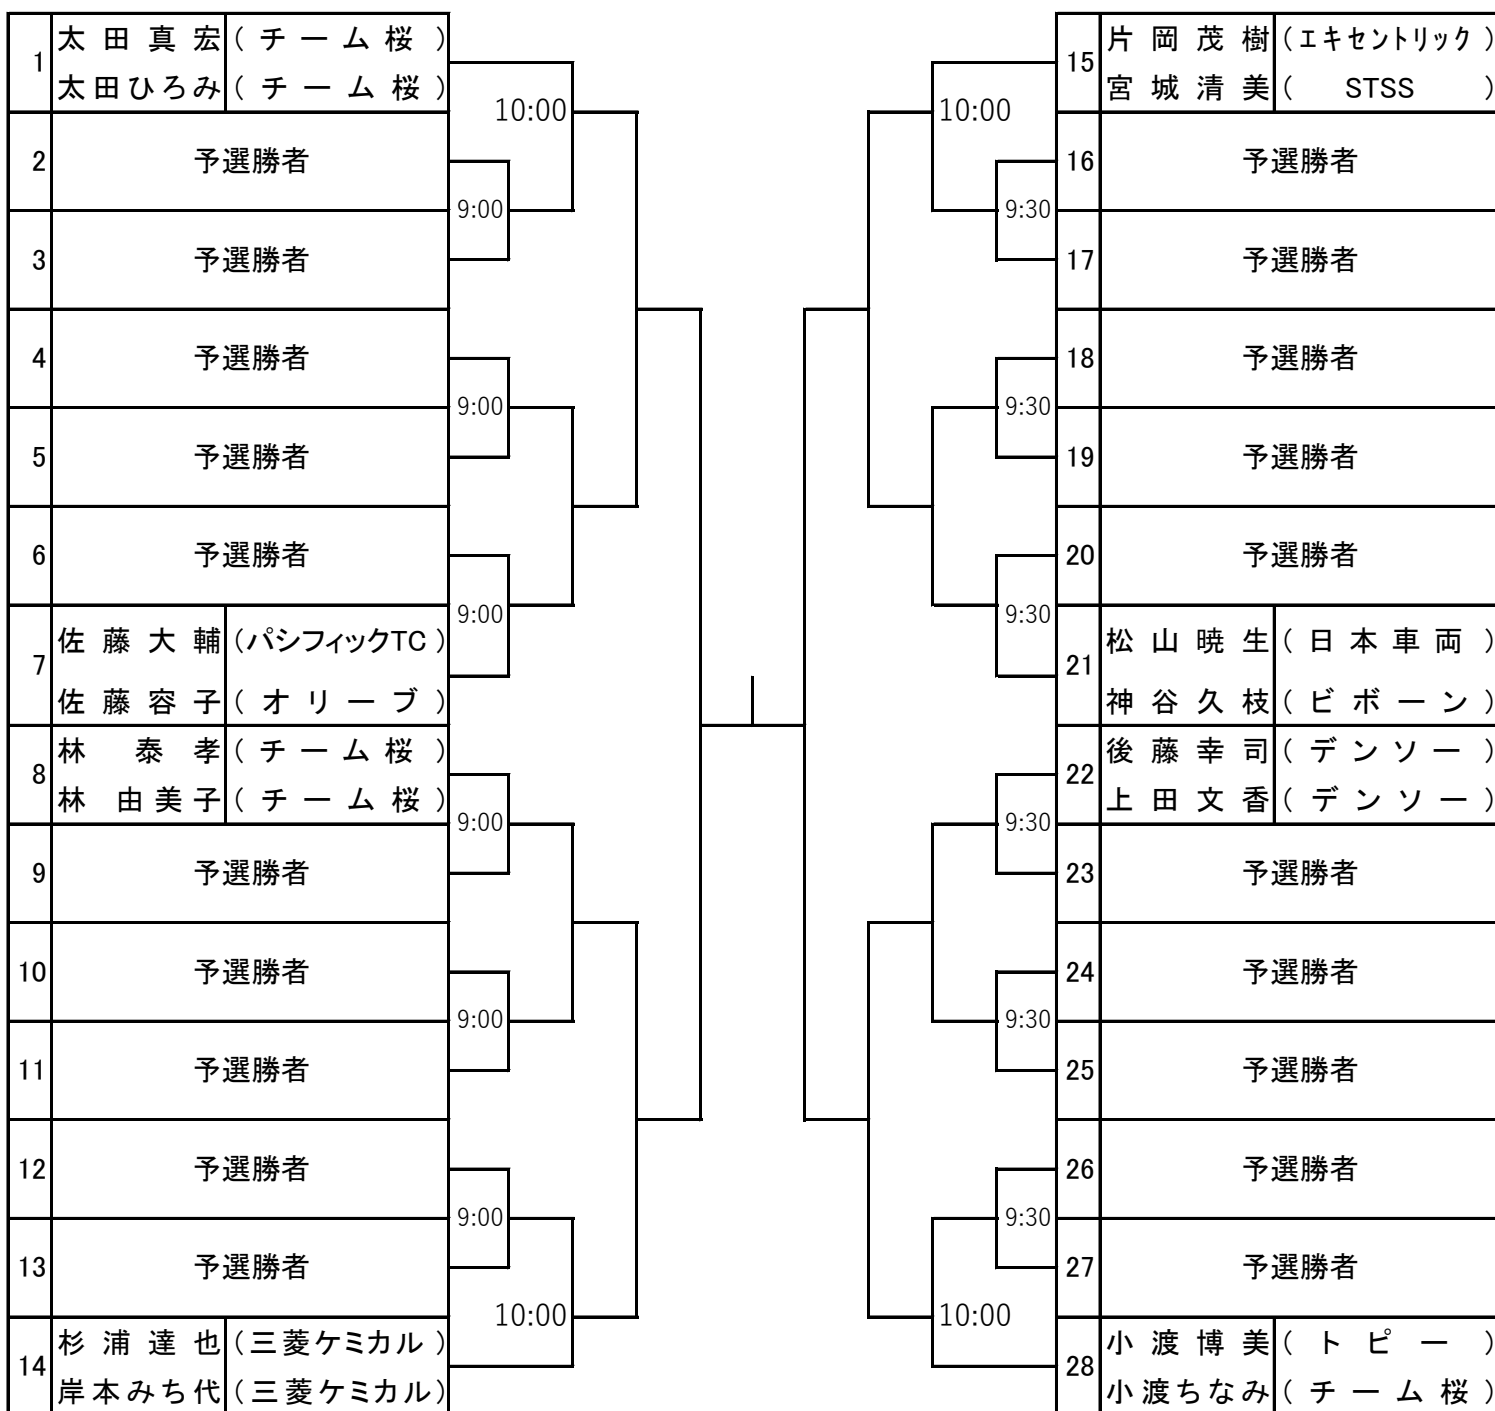 1 太田真宏 (チーム桜)
太田ひろみ (チーム桜)
10:00
2 予選勝者
9:00
3 予選勝者
4 予選勝者
9:00
5 予選勝者
6 予選勝者
9:00
7 佐藤大輔 (パシフィックTC)
佐藤容子 (オリーブ)
8 林泰孝 (チーム桜)
林由美子 (チーム桜)
9:00
9 予選勝者
10 予選勝者
9:00
11 予選勝者
12 予選勝者
9:00
13 予選勝者
10:00
14 杉浦達也 (三菱ケミカル)
岸本みち代 (三菱ケミカル)
15 片岡茂樹 (エキセントリック)
宮城清美 (STSS)
10:00
16 予選勝者
9:30
17 予選勝者
18 予選勝者
9:30
19 予選勝者
20 予選勝者
9:30
21 松山暁生 (日本車両)
神谷久枝 (ビボーン)
22 後藤幸司 (デンソー)
上田文香 (デンソー)
9:30
23 予選勝者
24 予選勝者
9:30
25 予選勝者
26 予選勝者
9:30
27 予選勝者
10:00
28 小渡博美 (トピー)
小渡ちなみ (チーム桜)